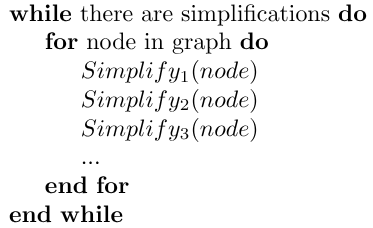 while there are simplifications do
for node in graph do
Simplify₁(node)
Simplify₂(node)
Simplify₃(node)
...
end for
end while